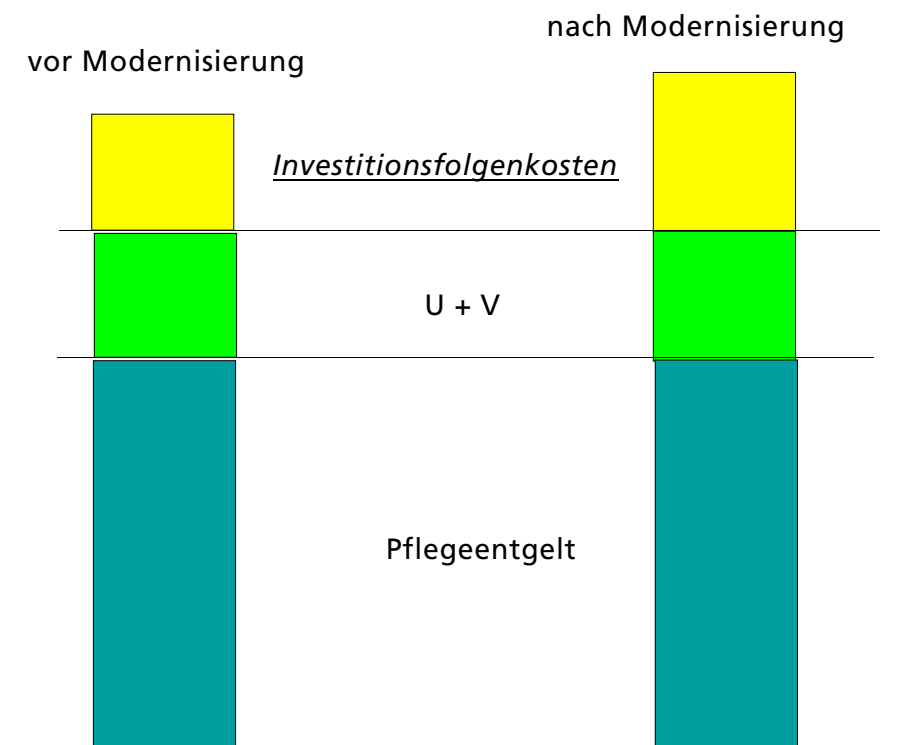 nach Modernisierung
vor Modernisierung
Investitionsfolgenkosten
U + V
Pflegeentgelt